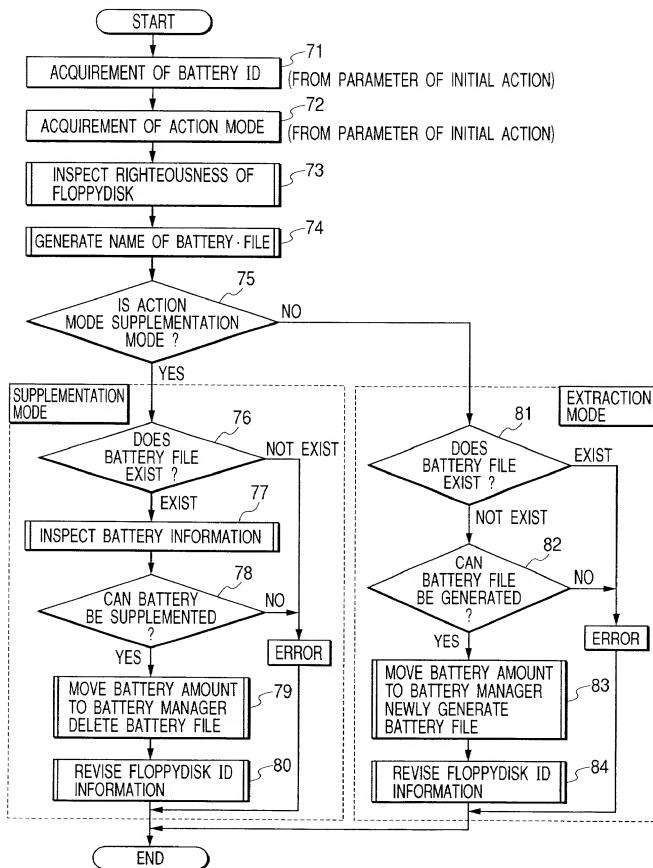 START
71
ACQUIREMENT OF BATTERY ID
(FROM PARAMETER OF INITIAL ACTION)
72
ACQUIREMENT OF ACTION MODE
(FROM PARAMETER OF INITIAL ACTION)
INSPECT RIGHTEOUSNESS OF
FLOPPYDISK
73
GENERATE NAME OF BATTERY · FILE
74
75
IS ACTION
MODE SUPPLEMENTATION
MODE ?
NO
YES
SUPPLEMENTATION
MODE
76
DOES
BATTERY FILE
EXIST ?
NOT EXIST
EXIST
77
INSPECT BATTERY INFORMATION
78
CAN BATTERY
BE SUPPLEMENTED
?
NO
YES
ERROR
MOVE BATTERY AMOUNT
TO BATTERY MANAGER
DELETE BATTERY FILE
79
REVISE FLOPPYDISK ID
INFORMATION
80
EXTRACTION
MODE
81
DOES
BATTERY FILE
EXIST ?
EXIST
NOT EXIST
82
CAN
BATTERY FILE
BE GENERATED
?
NO
YES
ERROR
MOVE BATTERY AMOUNT
TO BATTERY MANAGER
NEWLY GENERATE
BATTERY FILE
83
REVISE FLOPPYDISK ID
INFORMATION
84
END